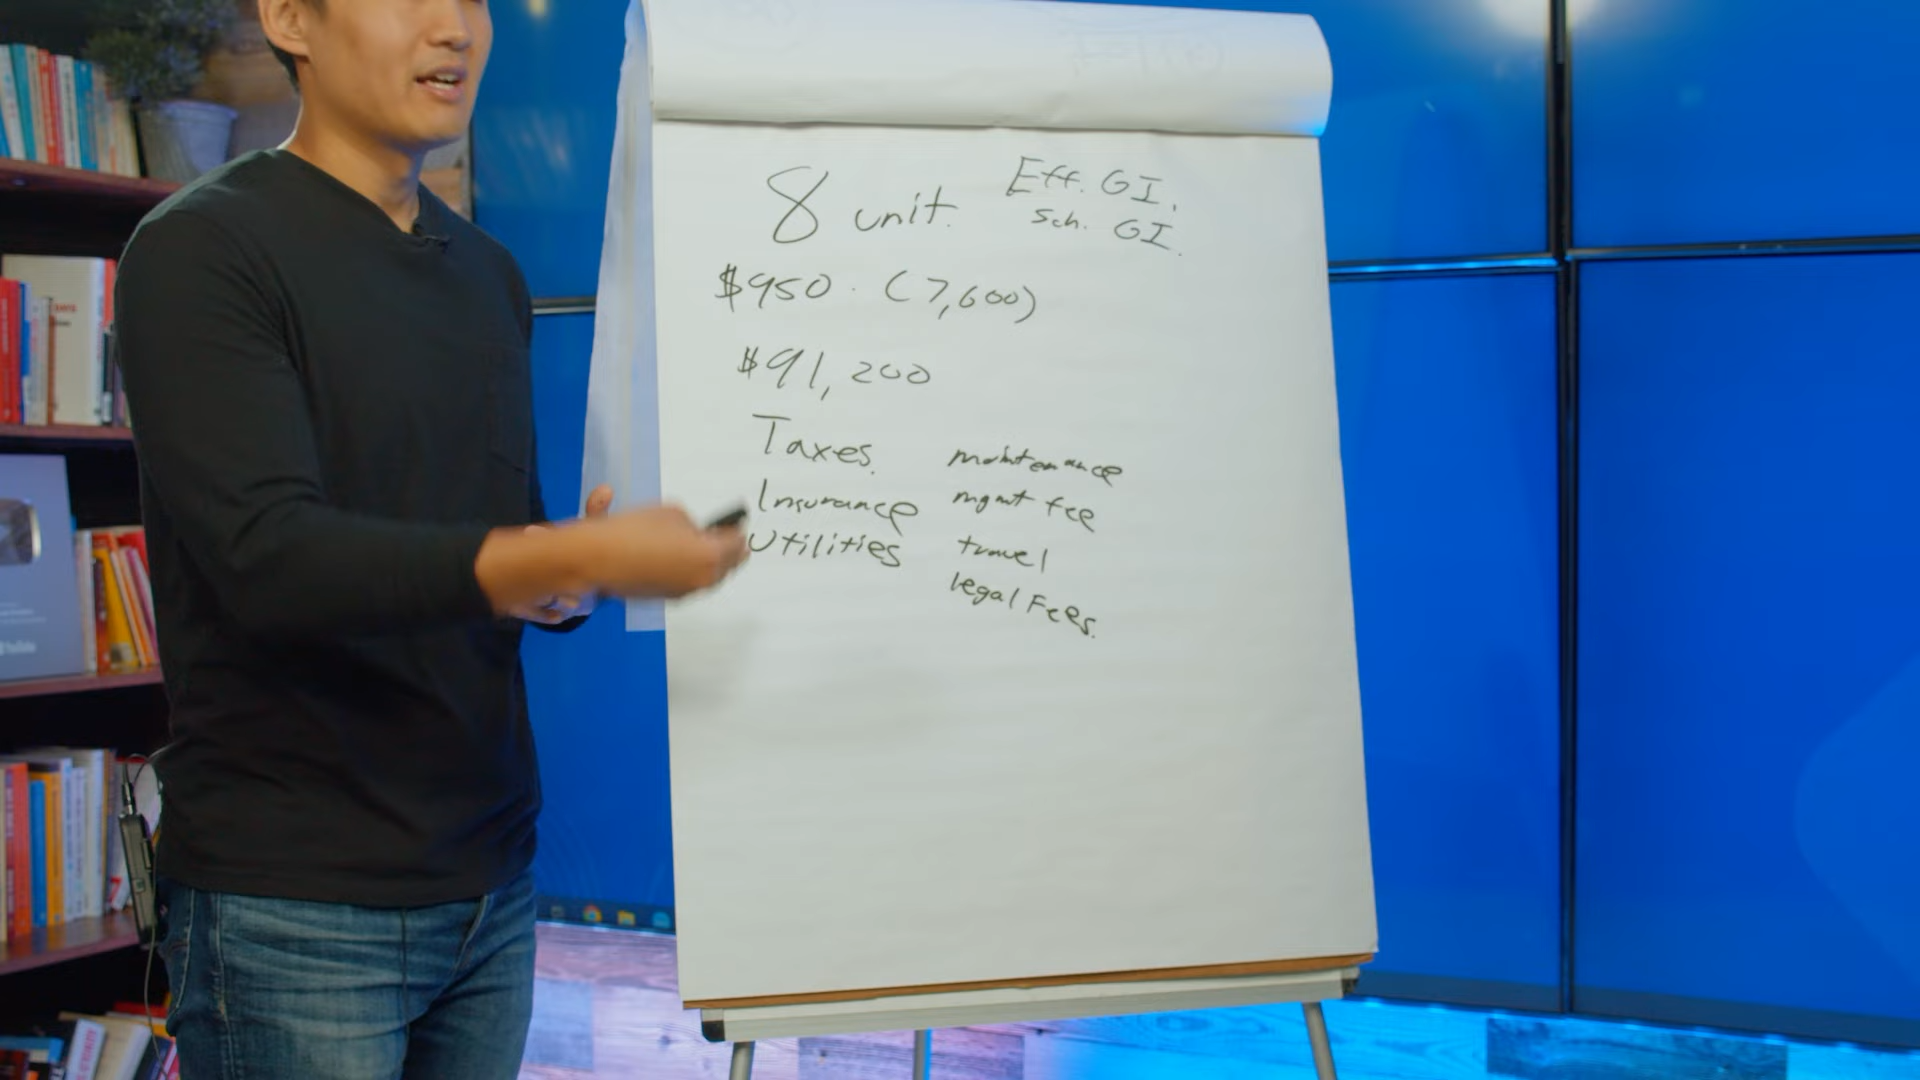 8 unit.
Eff. GI.
Sch. GI.
$950 . (7,600)
$91,200
Taxes.
Insurance
Utilities
maintenance
mgmt fee
travel
legal Fees.